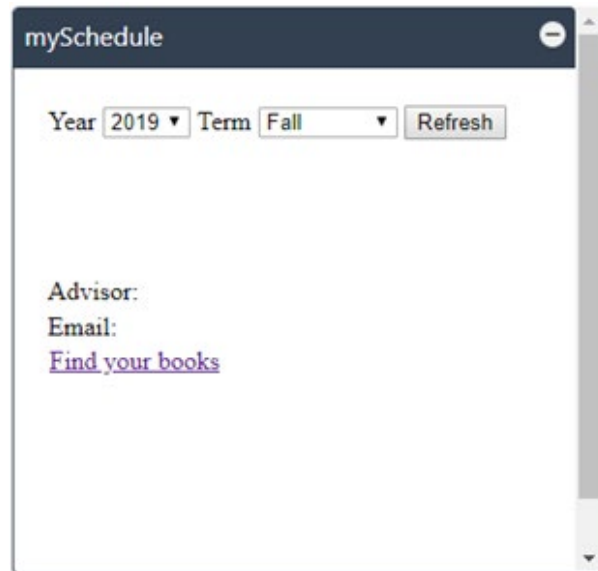 mySchedule
Year 2019 Term Fall Refresh
Advisor:
Email:
Find your books